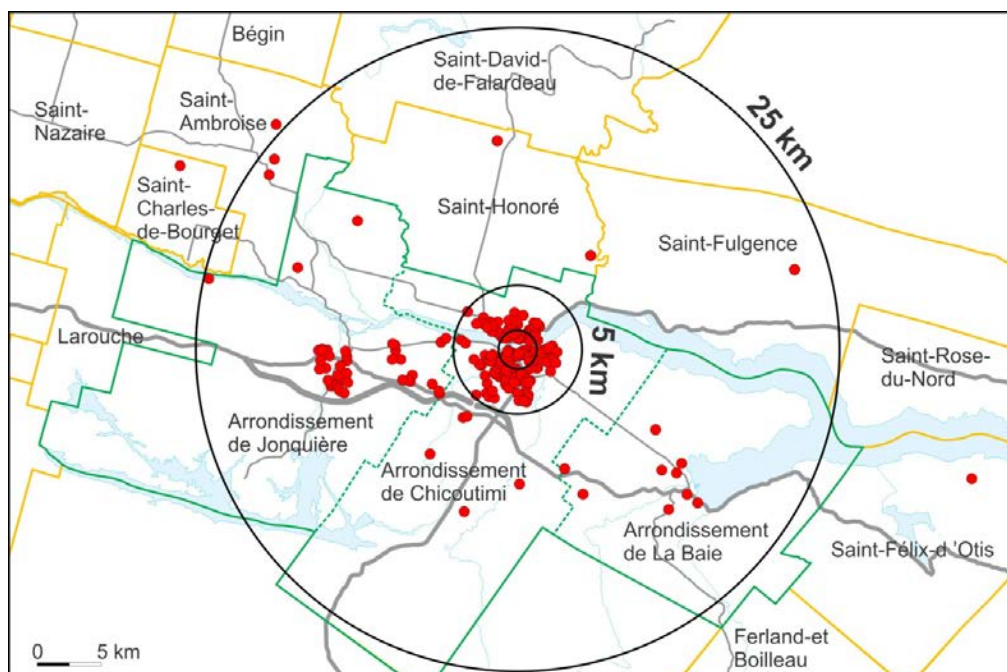 Bégin
Saint-David-
de-Falardeau
Saint-
Nazaire
Saint-
Ambroise
25 km
Saint-
Charles-
de-Bourget
Saint-Honoré
Saint-Fulgence
Larouche
5 km
Saint-Rose-
du-Nord
Arrondissement
de Jonquière
Arrondissement
de Chicoutimi
Arrondissement
de La Baie
Saint-Félix-d 'Otis
Ferland-et
Boilleau
0 5 km